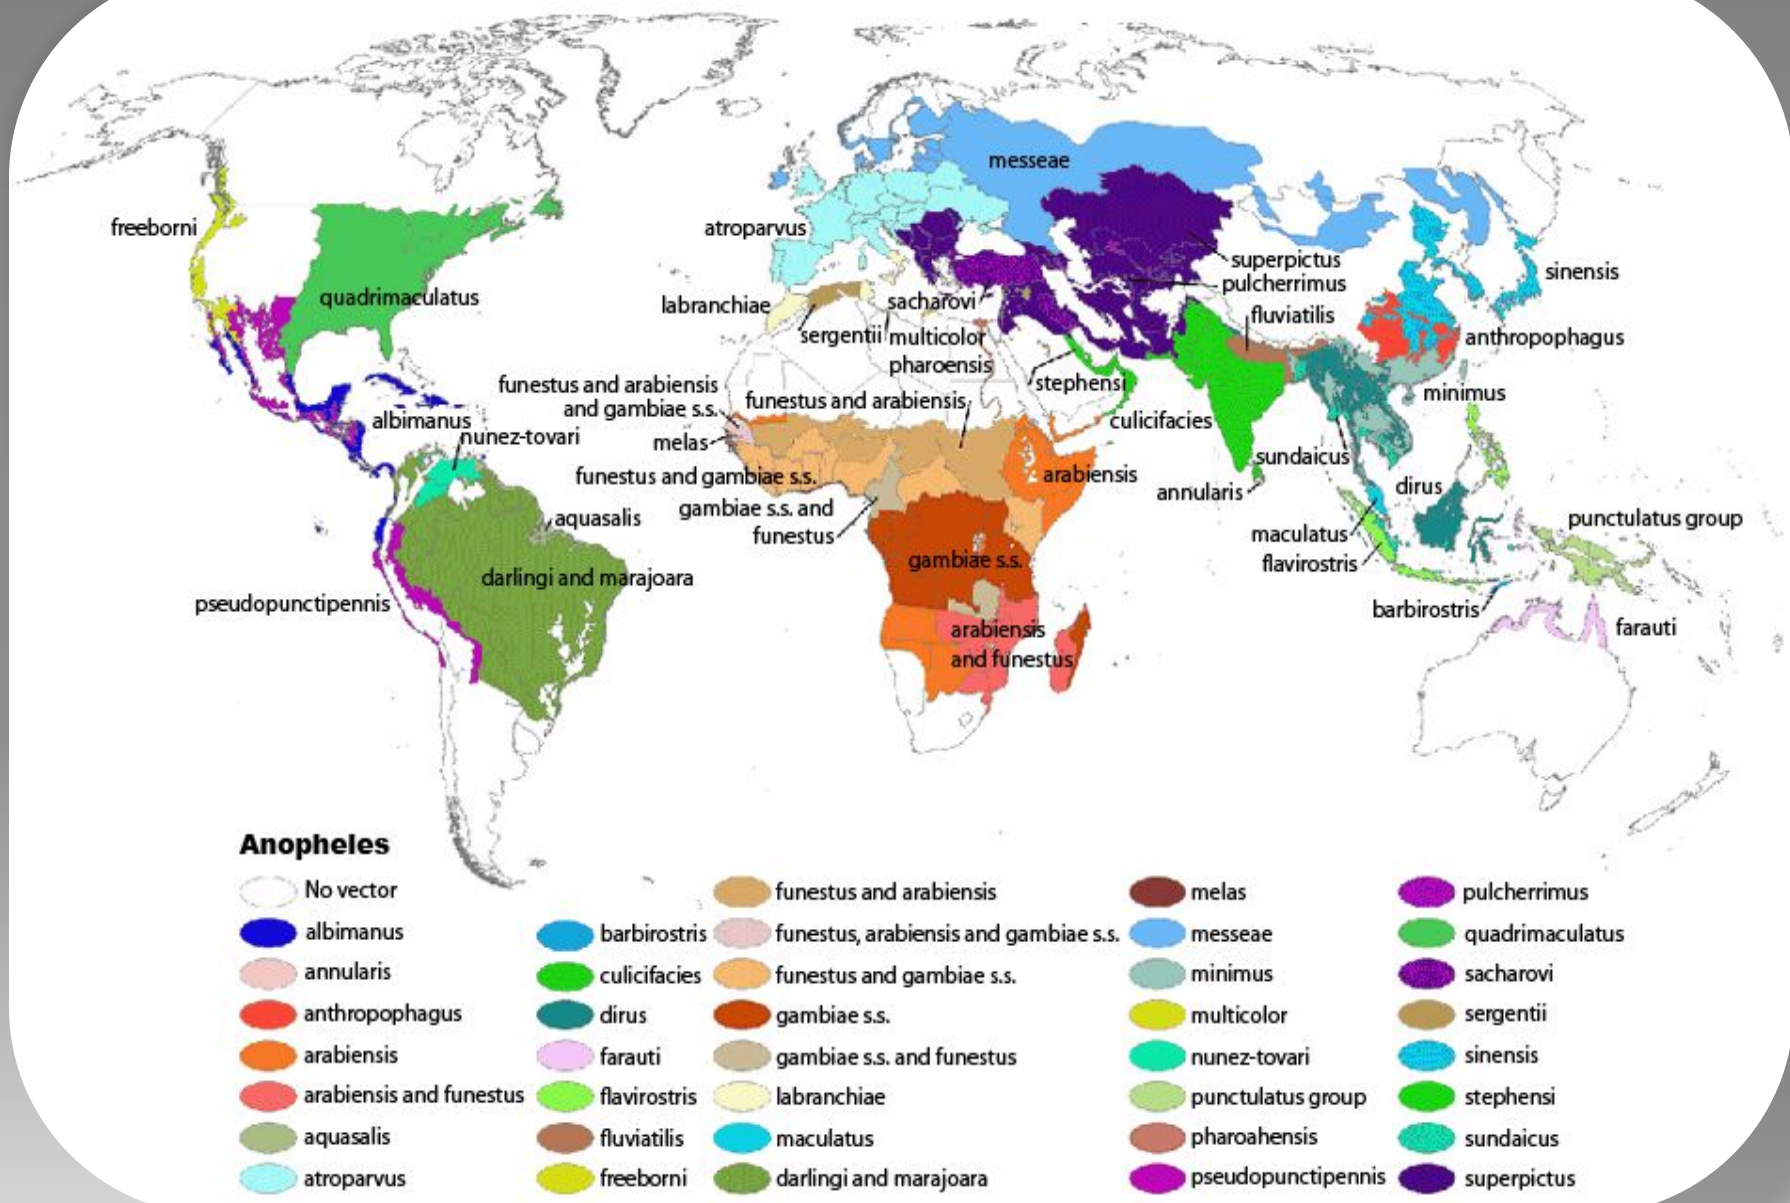 messeae
freeborni
atroparvus
quadrimaculatus
superpictus
pulcherrimus
sinensis
labranchiae
sacharovi
fluviatilis
sergentii
multicolor
anthropophagus
pharoensis
stephensi
minimus
funestus and arabiensis
and gambiae s.s.
funestus and arabiensis
albimanus
nunez-tovari
culicifacies
melas
sundaicus
funestus and gambiae s.s.
arabiensis
annularis
dirus
gambiae s.s. and
funestus
aquasalis
maculatus
punctulatus group
flavirostris
gambiae s.s.
darlingi and marajoara
pseudopunctipennis
barbirostris
farauti
arabiensis
and funestus
Anopheles
No vector
albimanus
annularis
anthropophagus
arabiensis
arabiensis and funestus
aquasalis
atroparvus
barbirostris
culicifacies
dirus
farauti
flavirostris
fluviatilis
freeborni
funestus and arabiensis
funestus, arabiensis and gambiae s.s.
funestus and gambiae s.s.
gambiae s.s.
gambiae s.s. and funestus
labranchiae
maculatus
darlingi and marajoara
melas
messeae
minimus
multicolor
nunez-tovari
punctulatus group
pharoahensis
pseudopunctipennis
pulcherrimus
quadrimaculatus
sacharovi
sergentii
sinensis
stephensi
sundaicus
superpictus